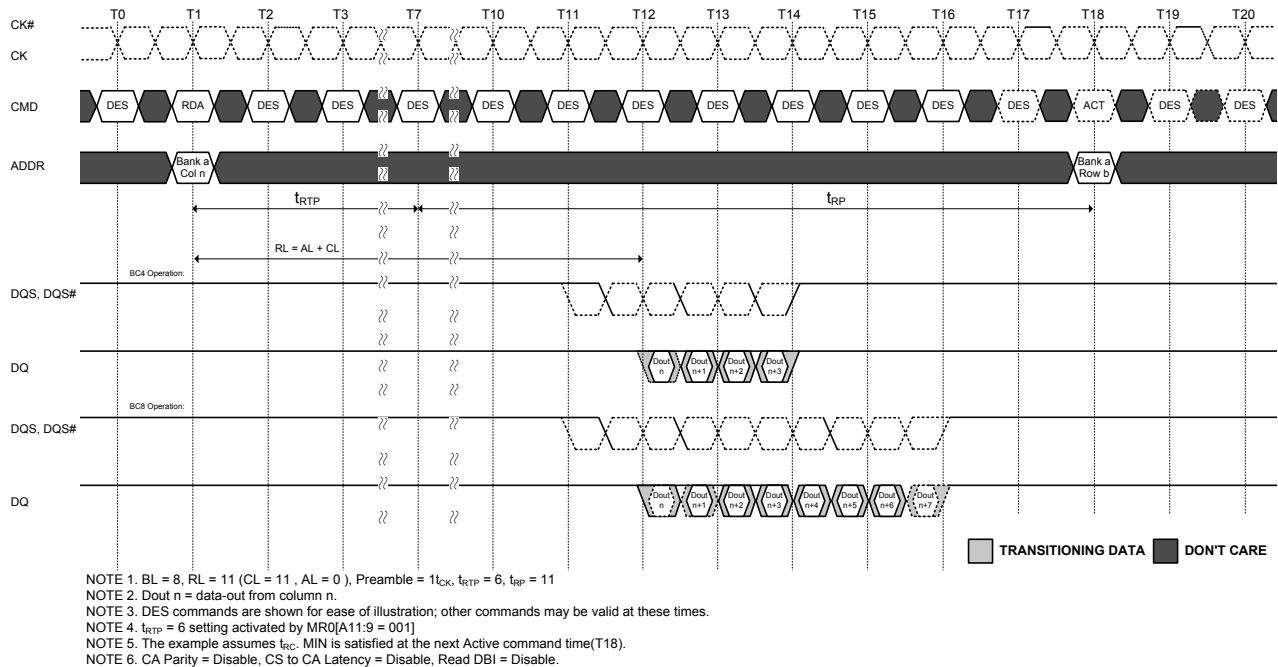 T0 T1 T2 T3 T7 T10 T11 T12 T13 T14 T15 T16 T17 T18 T19 T20
CK#
CK
CMD DES RDA DES DES DES DES DES DES DES DES DES DES DES ACT DES DES
ADDR
Bank a
Col n
Bank a
Row b
tRTP
tRP
RL = AL + CL
BC4 Operation:
DQS, DQS#
DQ
Dout n
Dout n+1
Dout n+2
Dout n+3
BC8 Operation:
DQS, DQS#
DQ
Dout n
Dout n+1
Dout n+2
Dout n+3
Dout n+4
Dout n+5
Dout n+6
Dout n+7
TRANSITIONING DATA DON'T CARE
NOTE 1. BL = 8, RL = 11 (CL = 11 , AL = 0 ), Preamble = 1tCK, tRTP = 6, tRP = 11
NOTE 2. Dout n = data-out from column n.
NOTE 3. DES commands are shown for ease of illustration; other commands may be valid at these times.
NOTE 4. tRTP = 6 setting activated by MR0[A11:9 = 001]
NOTE 5. The example assumes tRC. MIN is satisfied at the next Active command time(T18).
NOTE 6. CA Parity = Disable, CS to CA Latency = Disable, Read DBI = Disable.